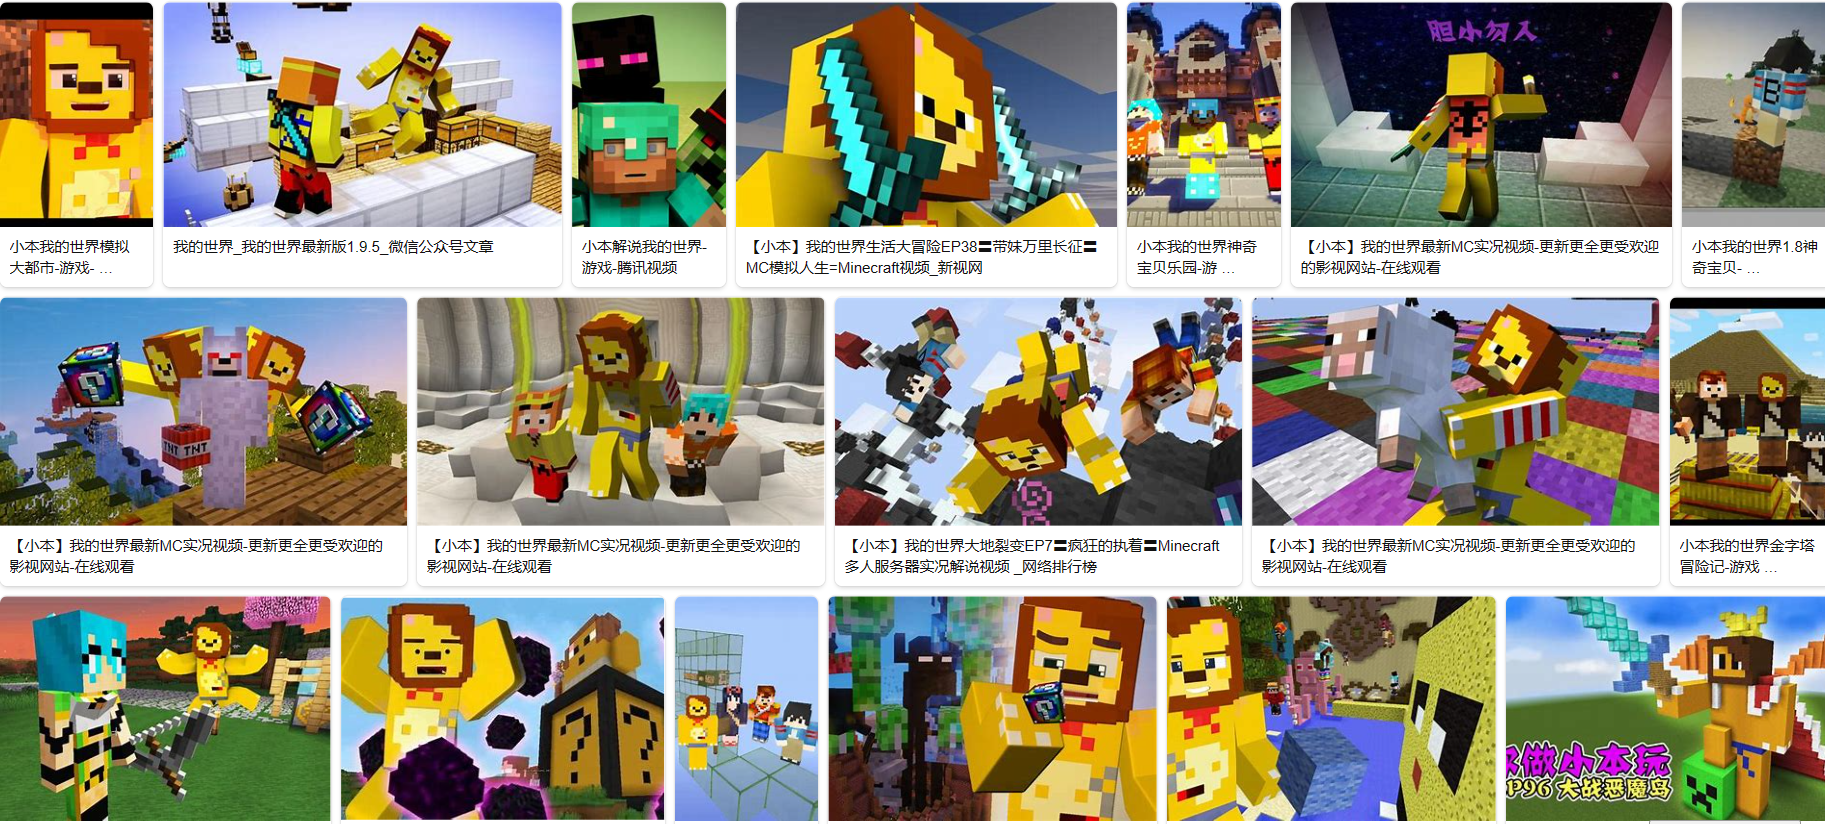 胆小勿入
B
小本我的世界模拟
大都市-游戏- ...
我的世界_我的世界最新版1.9.5_微信公众号文章
小本解说我的世界-
游戏-腾讯视频
【小本】我的世界生活大冒险EP38〓带妹万里长征〓
MC模拟人生=Minecraft视频_新视网
小本我的世界神奇
宝贝乐园-游 ...
【小本】我的世界最新MC实况视频-更新更全更受欢迎
的影视网站-在线观看
小本我的世界1.8神
奇宝贝- ...
?
?
TNT TNT
【小本】我的世界最新MC实况视频-更新更全更受欢迎的
影视网站-在线观看
【小本】我的世界最新MC实况视频-更新更全更受欢迎的
影视网站-在线观看
【小本】我的世界大地裂变EP7〓疯狂的执着〓Minecraft
多人服务器实况解说视频 _网络排行榜
【小本】我的世界最新MC实况视频-更新更全更受欢迎的
影视网站-在线观看
小本我的世界金字塔
冒险记-游戏 ...
?
?
?
做小本玩
P96 大战恶魔岛